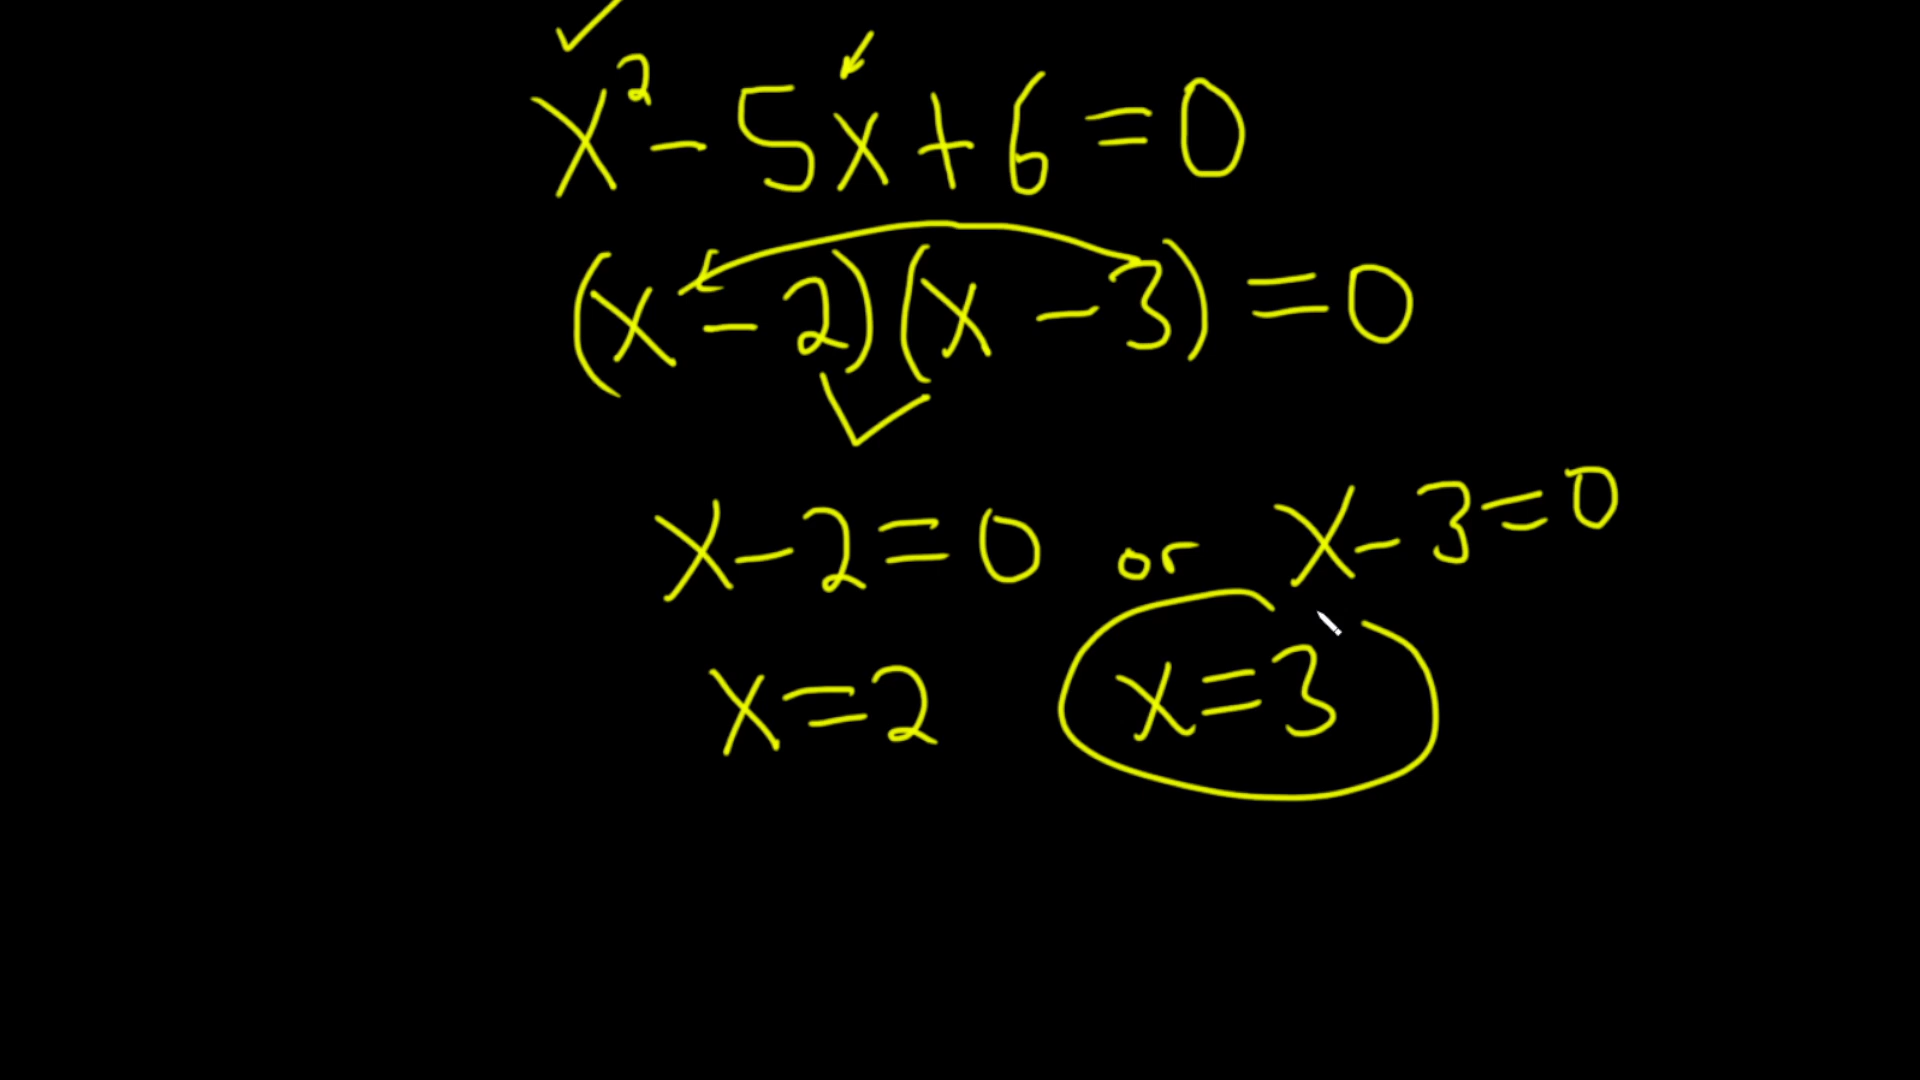 x² - 5x + 6 = 0
(x - 2)(x - 3) = 0
x - 2 = 0 or x - 3 = 0
x = 2 x = 3